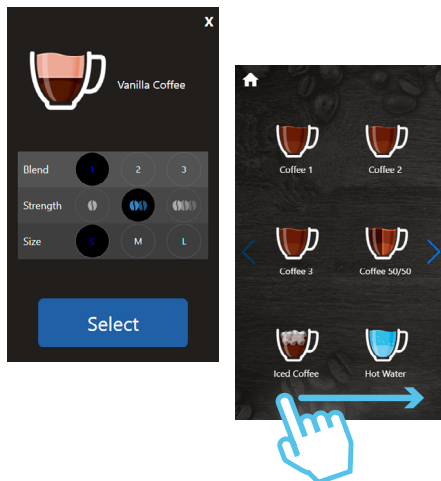 X
Vanilla Coffee
Blend 1 2 3
Strength
Size S M L
Select
Coffee 1 Coffee 2
Coffee 3 Coffee 50/50
Iced Coffee Hot Water